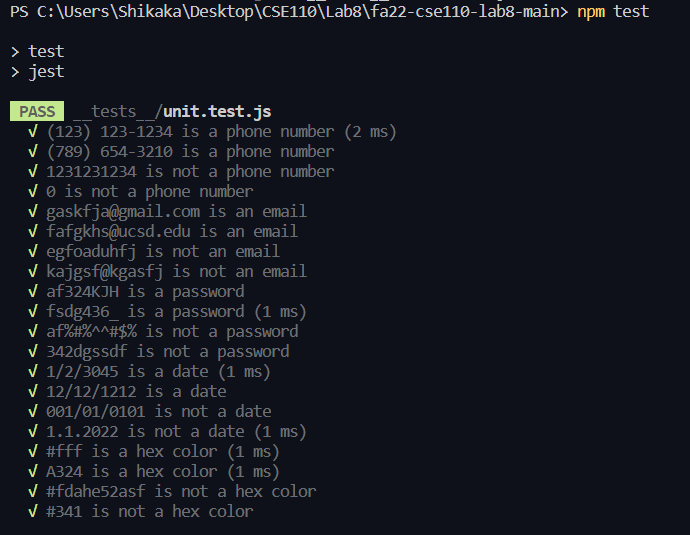 PS C:\Users\Shikaka\Desktop\CSE110\Lab8\fa22-cse110-lab8-main> npm test
> test
> jest
PASS __tests__/unit.test.js
√ (123) 123-1234 is a phone number (2 ms)
√ (789) 654-3210 is a phone number
√ 1231231234 is not a phone number
√ 0 is not a phone number
√ gaskfja@gmail.com is an email
√ fafgkhs@ucsd.edu is an email
√ egfoaduhfj is not an email
√ kajgsf@kgasfj is not an email
√ af324KJH is a password
√ fsdg436_ is a password (1 ms)
√ af%#%^^#$% is not a password
√ 342dgssdf is not a password
√ 1/2/3045 is a date (1 ms)
√ 12/12/1212 is a date
√ 001/01/0101 is not a date
√ 1.1.2022 is not a date (1 ms)
√ #fff is a hex color (1 ms)
√ A324 is a hex color (1 ms)
√ #fdahe52asf is not a hex color
√ #341 is not a hex color